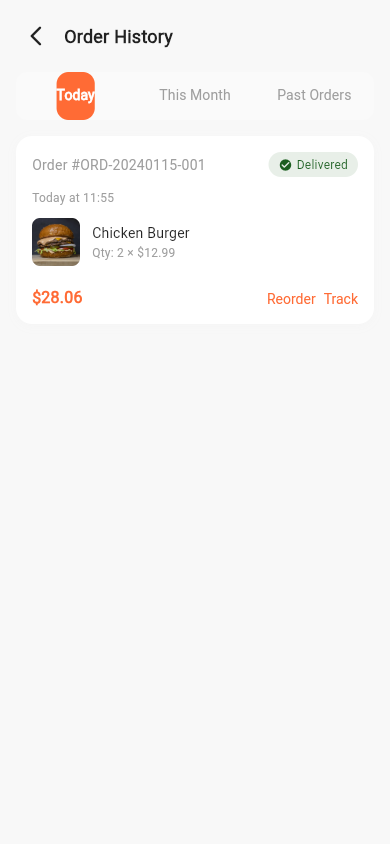 Order History
Today
This Month
Past Orders
Order #ORD-20240115-001
Delivered
Today at 11:55
Chicken Burger
Qty: 2 × $12.99
$28.06
Reorder
Track